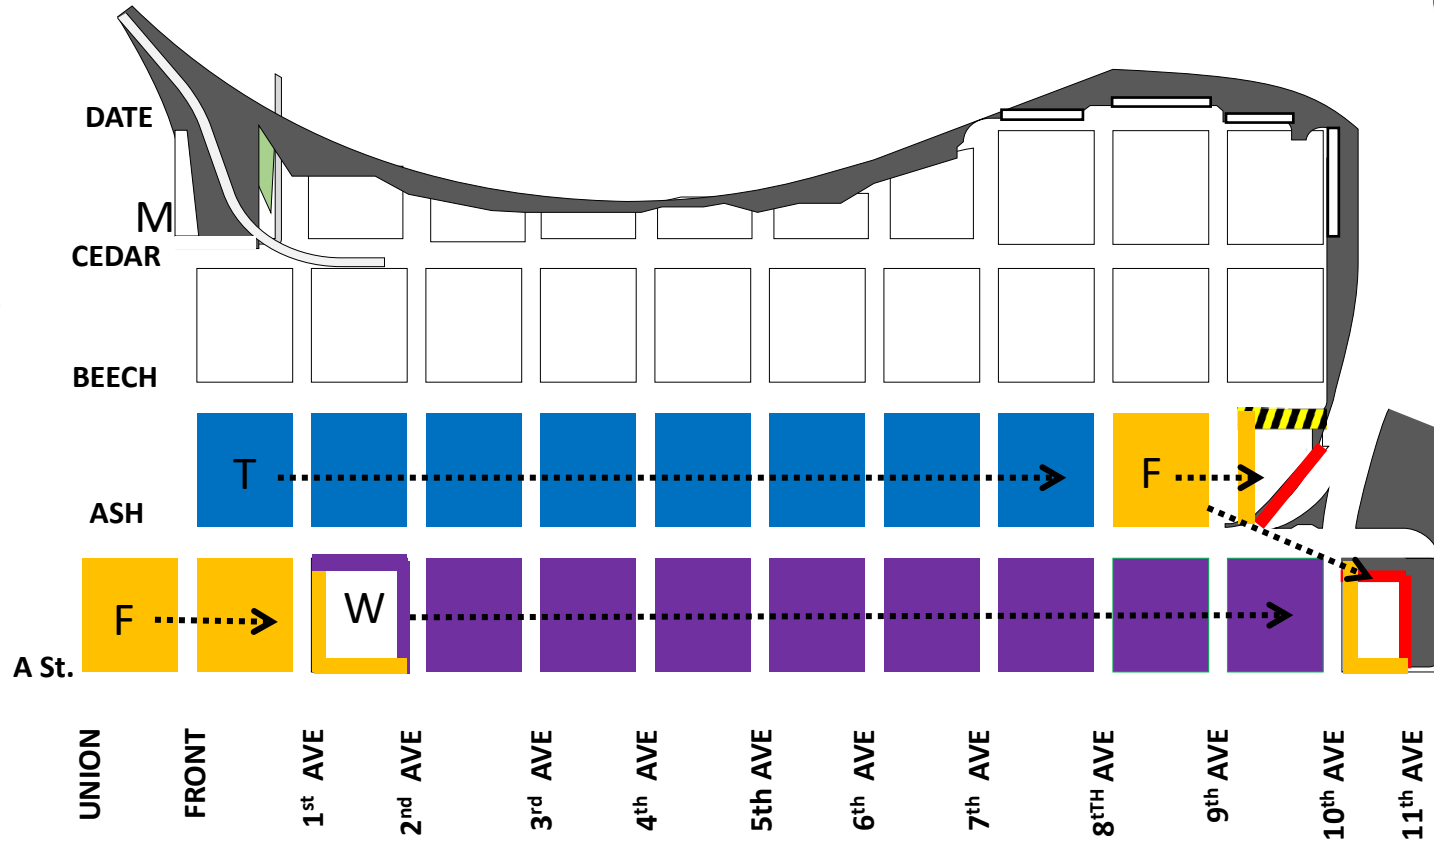 DATE
M
CEDAR
BEECH
T
F
ASH
F
W
A St.
UNION
FRONT
1st AVE
2nd AVE
3rd AVE
4th AVE
5th AVE
6th AVE
7th AVE
8tTH AVE
9th AVE
10th AVE
11th AVE